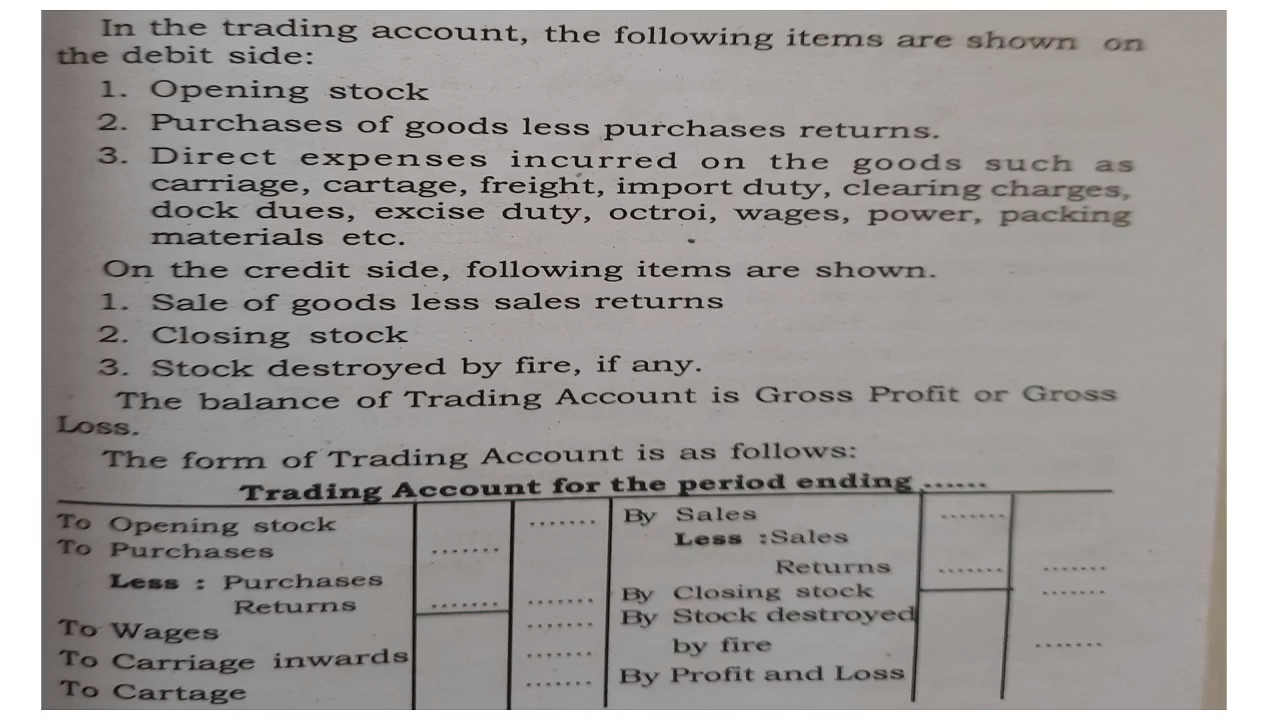 In the trading account, the following items are shown on
the debit side:
1. Opening stock
2. Purchases of goods less purchases returns.
3. Direct expenses incurred on the goods such as
carriage, cartage, freight, import duty, clearing charges,
dock dues, excise duty, octroi, wages, power, packing
materials etc.
On the credit side, following items are shown.
1. Sale of goods less sales returns
2. Closing stock
3. Stock destroyed by fire, if any.
The balance of Trading Account is Gross Profit or Gross
Loss.
The form of Trading Account is as follows:
Trading Account for the period ending ......
To Opening stock ....... By Sales .......
To Purchases ....... Less :Sales
Less : Purchases Returns ....... .......
Returns ....... ....... By Closing stock .......
To Wages ....... By Stock destroyed
To Carriage inwards ....... by fire .......
To Cartage ....... By Profit and Loss